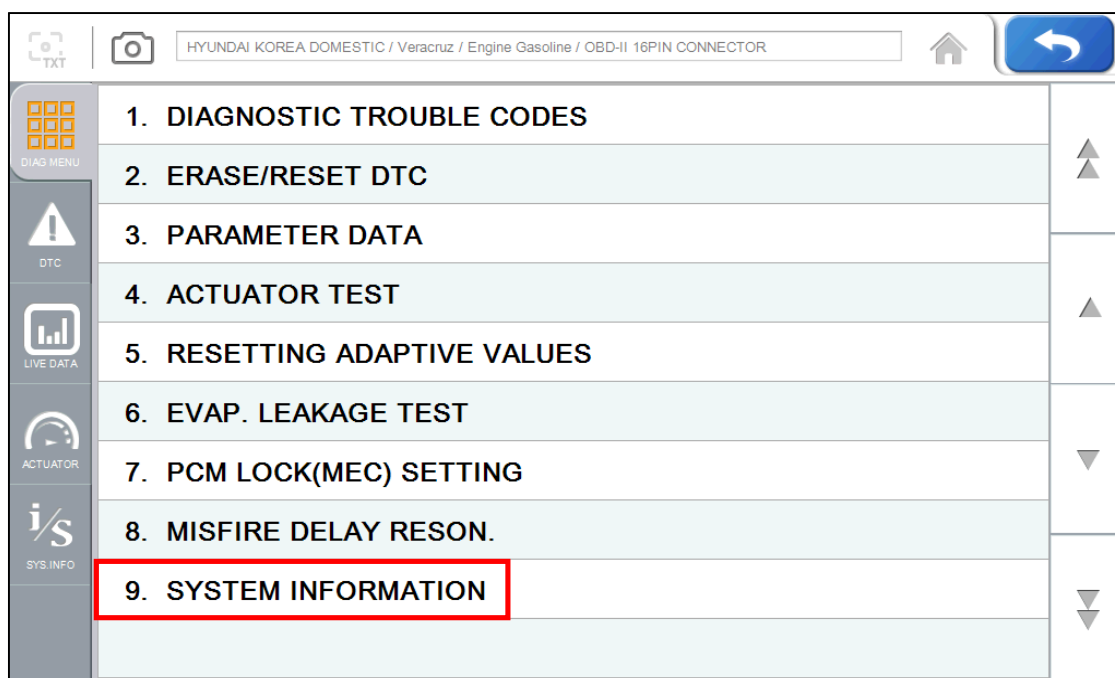 TXT
HYUNDAI KOREA DOMESTIC / Veracruz / Engine Gasoline / OBD-II 16PIN CONNECTOR
DIAG MENU
DTC
LIVE DATA
ACTUATOR
i/S
SYS.INFO
1. DIAGNOSTIC TROUBLE CODES
2. ERASE/RESET DTC
3. PARAMETER DATA
4. ACTUATOR TEST
5. RESETTING ADAPTIVE VALUES
6. EVAP. LEAKAGE TEST
7. PCM LOCK(MEC) SETTING
8. MISFIRE DELAY RESON.
9. SYSTEM INFORMATION